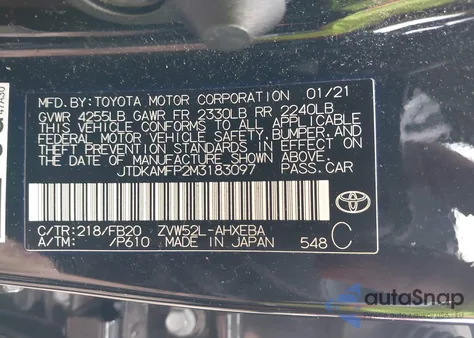 MFD.BY:TOYOTA MOTOR CORPORATION 01/21
GVWR 4255LB GAWR FR 2330LB RR 2240LB
THIS VEHICLE CONFORMS TO ALL APPLICABLE
FEDERAL MOTOR VEHICLE SAFETY, BUMPER, AND
THEFT PREVENTION STANDARDS IN EFFECT ON
THE DATE OF MANUFACTURE SHOWN ABOVE.
JTDKAMFP2M3183097 PASS.CAR
C/TR:218/FB20 ZVW52L-AHXEBA
A/TM: /P610 MADE IN JAPAN 548 C
TOYOTA
47A30
autoSnap